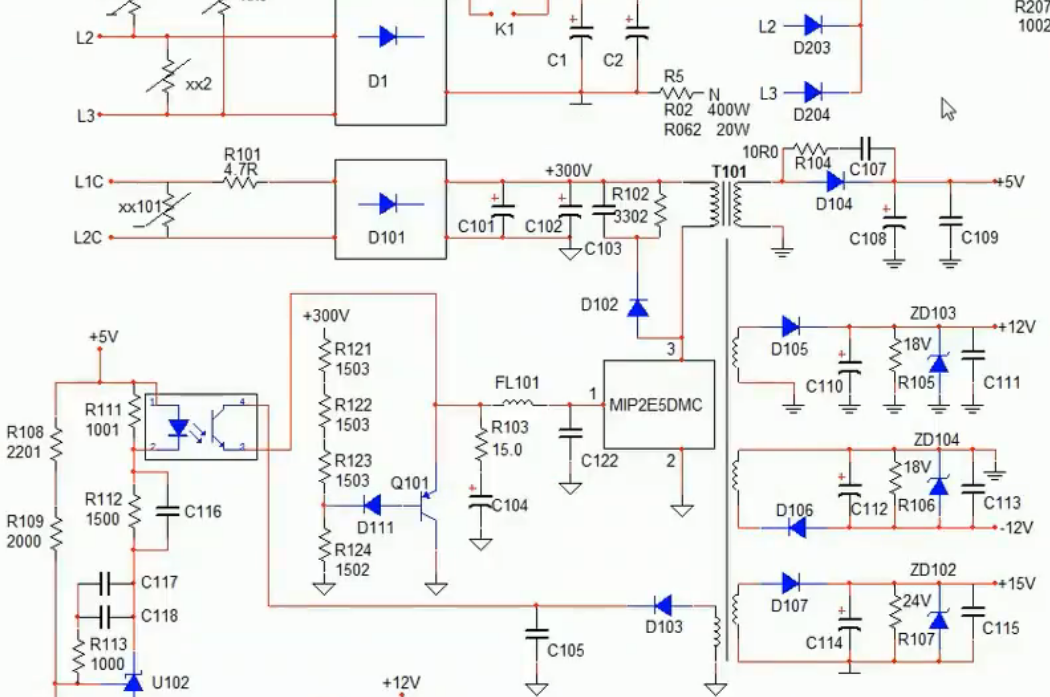 R207
1002
K1
L2
L2
D203
C1
C2
D1
xx2
R5
R02
N
400W
R062
20W
L3
D204
L3
R101
4.7R
10R0
R104
C107
T101
L1C
+300V
+5V
R102
3302
xx101
D104
C101
C102
C103
C108
C109
L2C
D101
D102
+300V
ZD103
+12V
+5V
3
D105
18V
R121
1503
C110
R105
C111
FL101
1
MIP2E5DMC
R111
1001
1
4
R122
1503
R103
15.0
R108
2201
2
3
C122
2
ZD104
18V
R123
1503
Q101
C104
D106
C112
R106
C113
-12V
R112
1500
C116
D111
R109
2000
R124
1502
ZD102
+15V
C117
D107
24V
C118
D103
C114
R107
C115
R113
1000
C105
U102
+12V